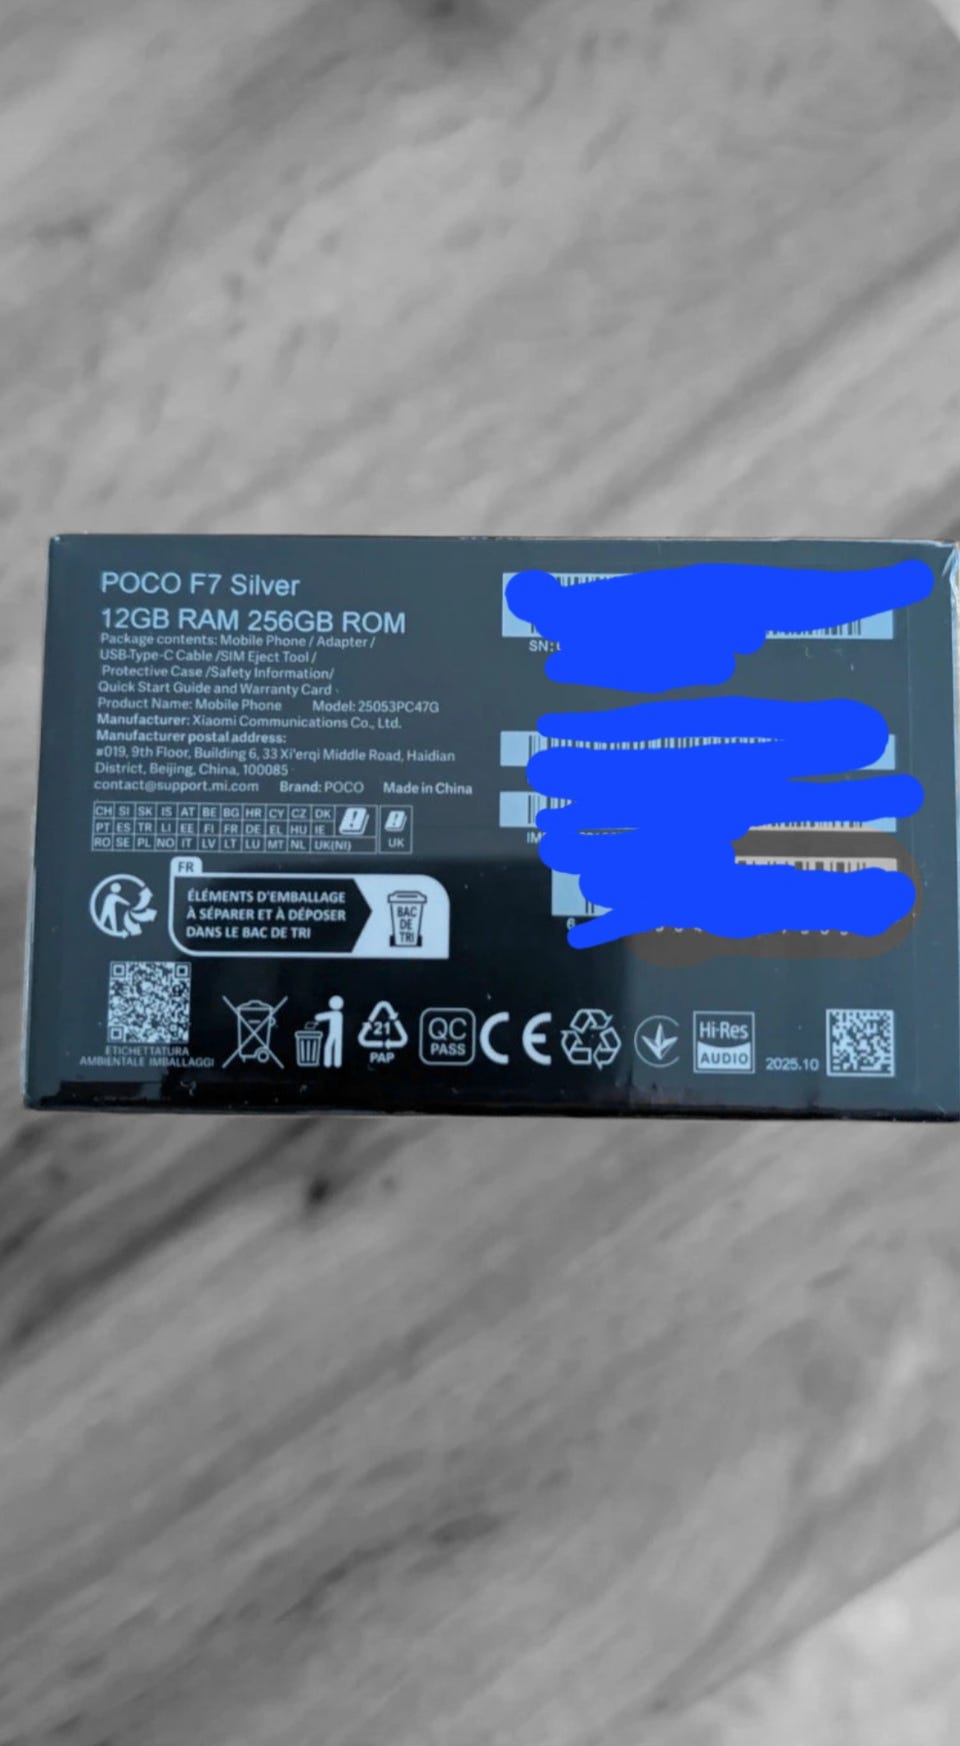 POCO F7 Silver
12GB RAM 256GB ROM
Package contents: Mobile Phone / Adapter /
USB-Type-C Cable /SIM Eject Tool /
Protective Case /Safety Information/
Quick Start Guide and Warranty Card
Product Name: Mobile Phone Model: 25053PC47G
Manufacturer: Xiaomi Communications Co., Ltd.
Manufacturer postal address:
#019, 9th Floor, Building 6, 33 Xi'erqi Middle Road, Haidian
District, Beijing, China, 100085
contact@support.mi.com Brand: POCO Made in China
CH SI SK IS AT BE BG HR CY CZ DK
PT ES TR LI EE FI FR DE EL HU IE
RO SE PL NO IT LV LT LU MT NL UK(NI)
UK
SN:
FR
ÉLÉMENTS D'EMBALLAGE
À SÉPARER ET À DÉPOSER
DANS LE BAC DE TRI
BAC
DE
TRI
ETICHETTATURA
AMBIENTALE IMBALLAGGI
21
PAP
QC
PASS
CE
Hi-Res
AUDIO
2025.10